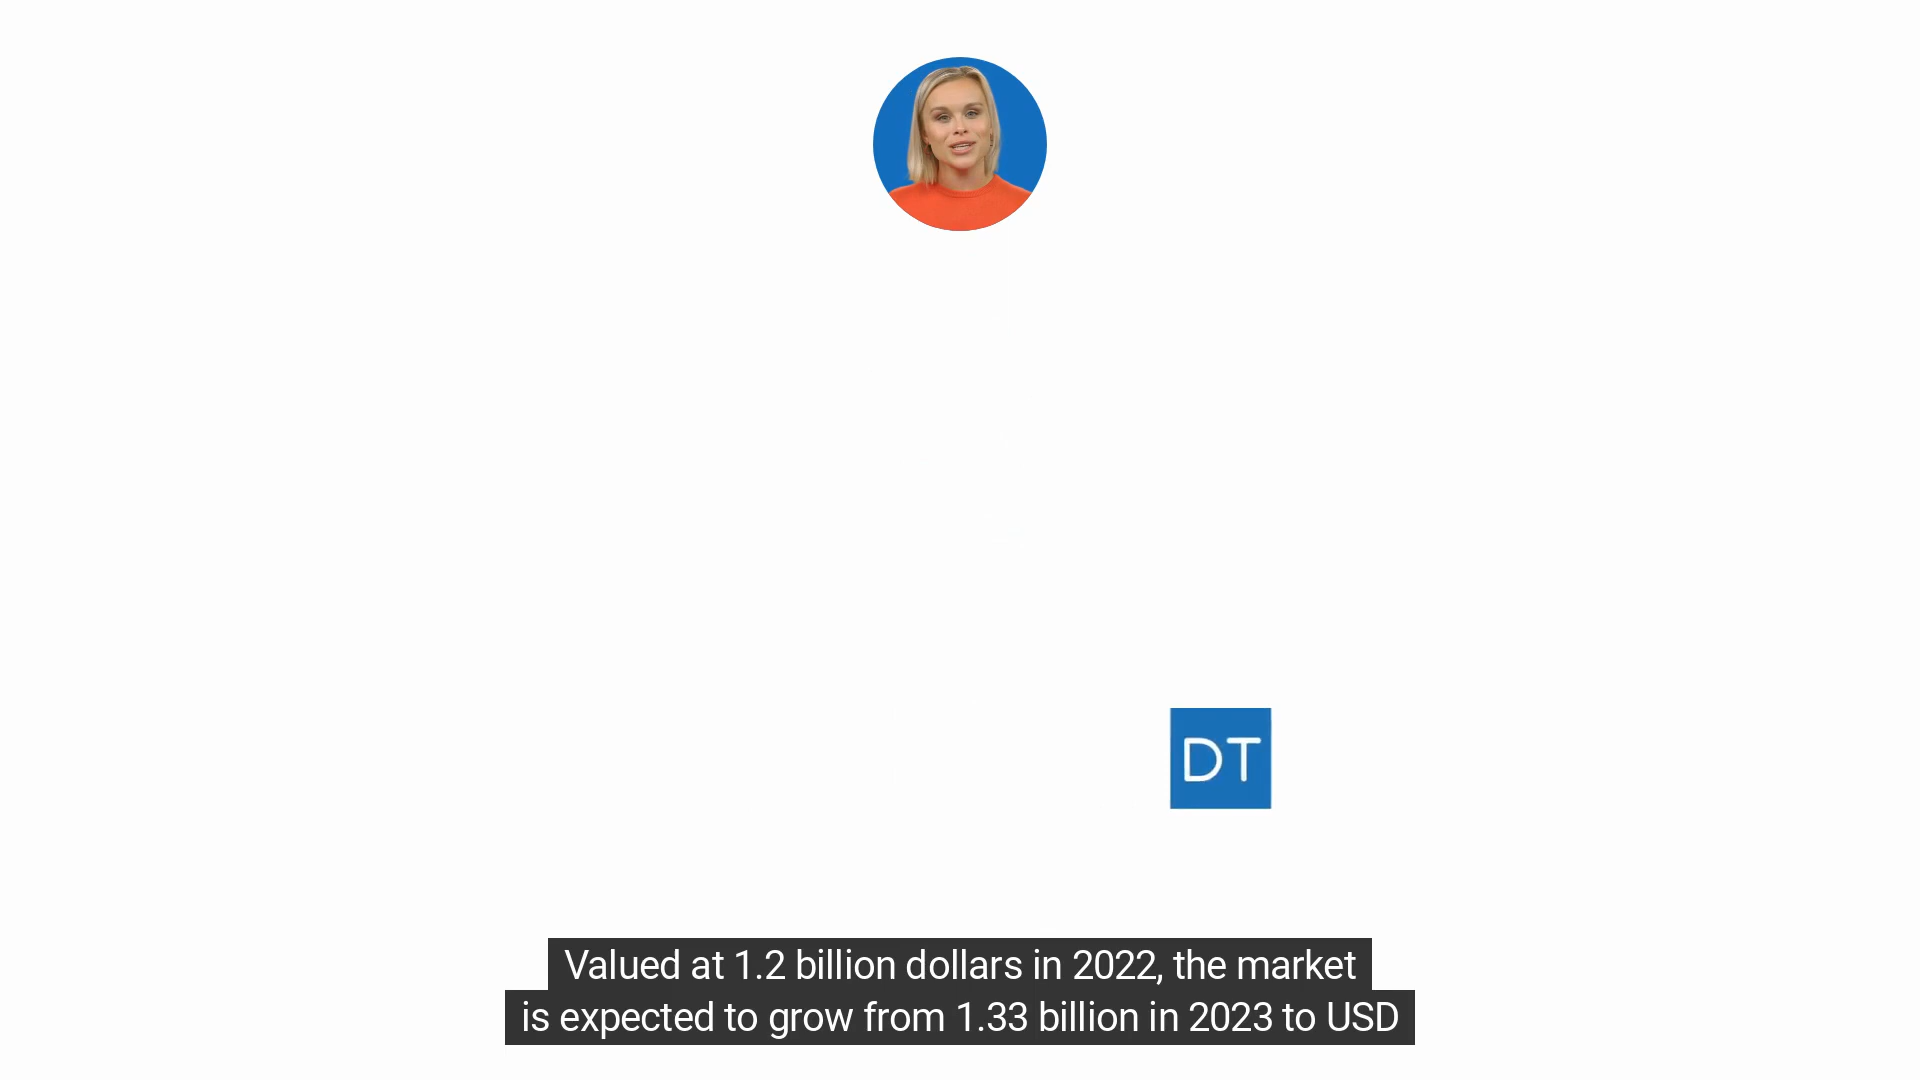 DT
Valued at 1.2 billion dollars in 2022, the market
is expected to grow from 1.33 billion in 2023 to USD